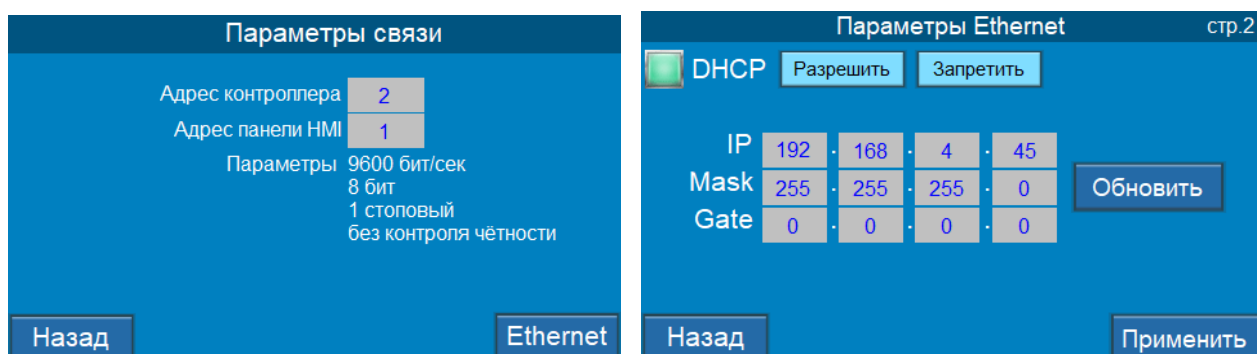 Параметры связи
Адрес контроллера 2
Адрес панели HMI 1
Параметры 9600 бит/сек
8 бит
1 стоповый
без контроля чётности
Назад Ethernet
Параметры Ethernet стр.2
DHCP Разрешить Запретить
IP 192 . 168 . 4 . 45
Mask 255 . 255 . 255 . 0
Обновить
Gate 0 . 0 . 0 . 0
Назад Применить